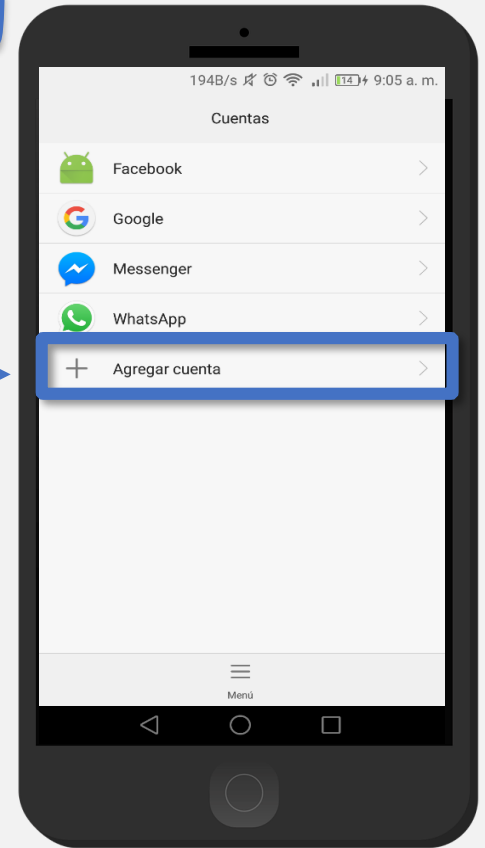 194B/s 14 9:05 a. m.
Cuentas
Facebook
Google
Messenger
WhatsApp
Agregar cuenta
Menú